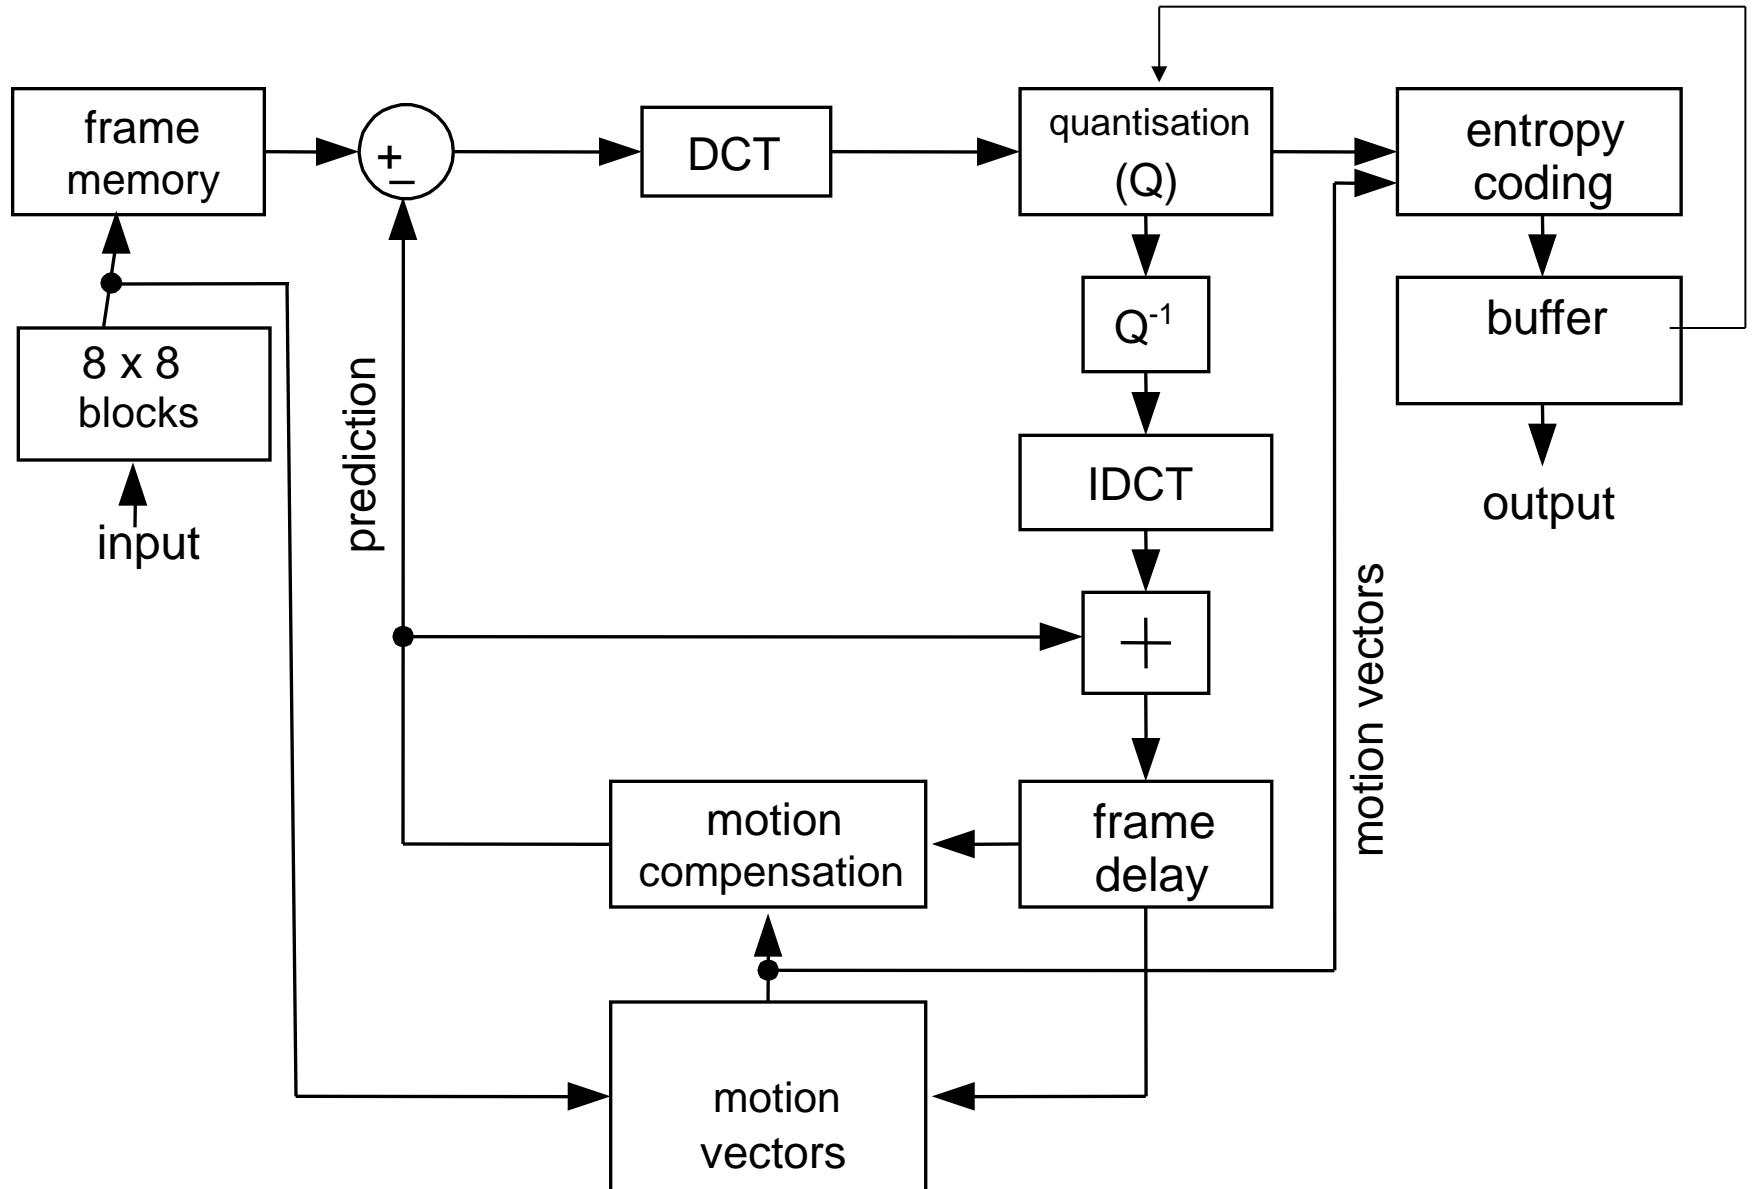 frame
memory
+
–
DCT
quantisation
(Q)
entropy
coding
8 x 8
blocks
input
prediction
Q-1
buffer
IDCT
output
+
motion vectors
motion
compensation
frame
delay
motion
vectors